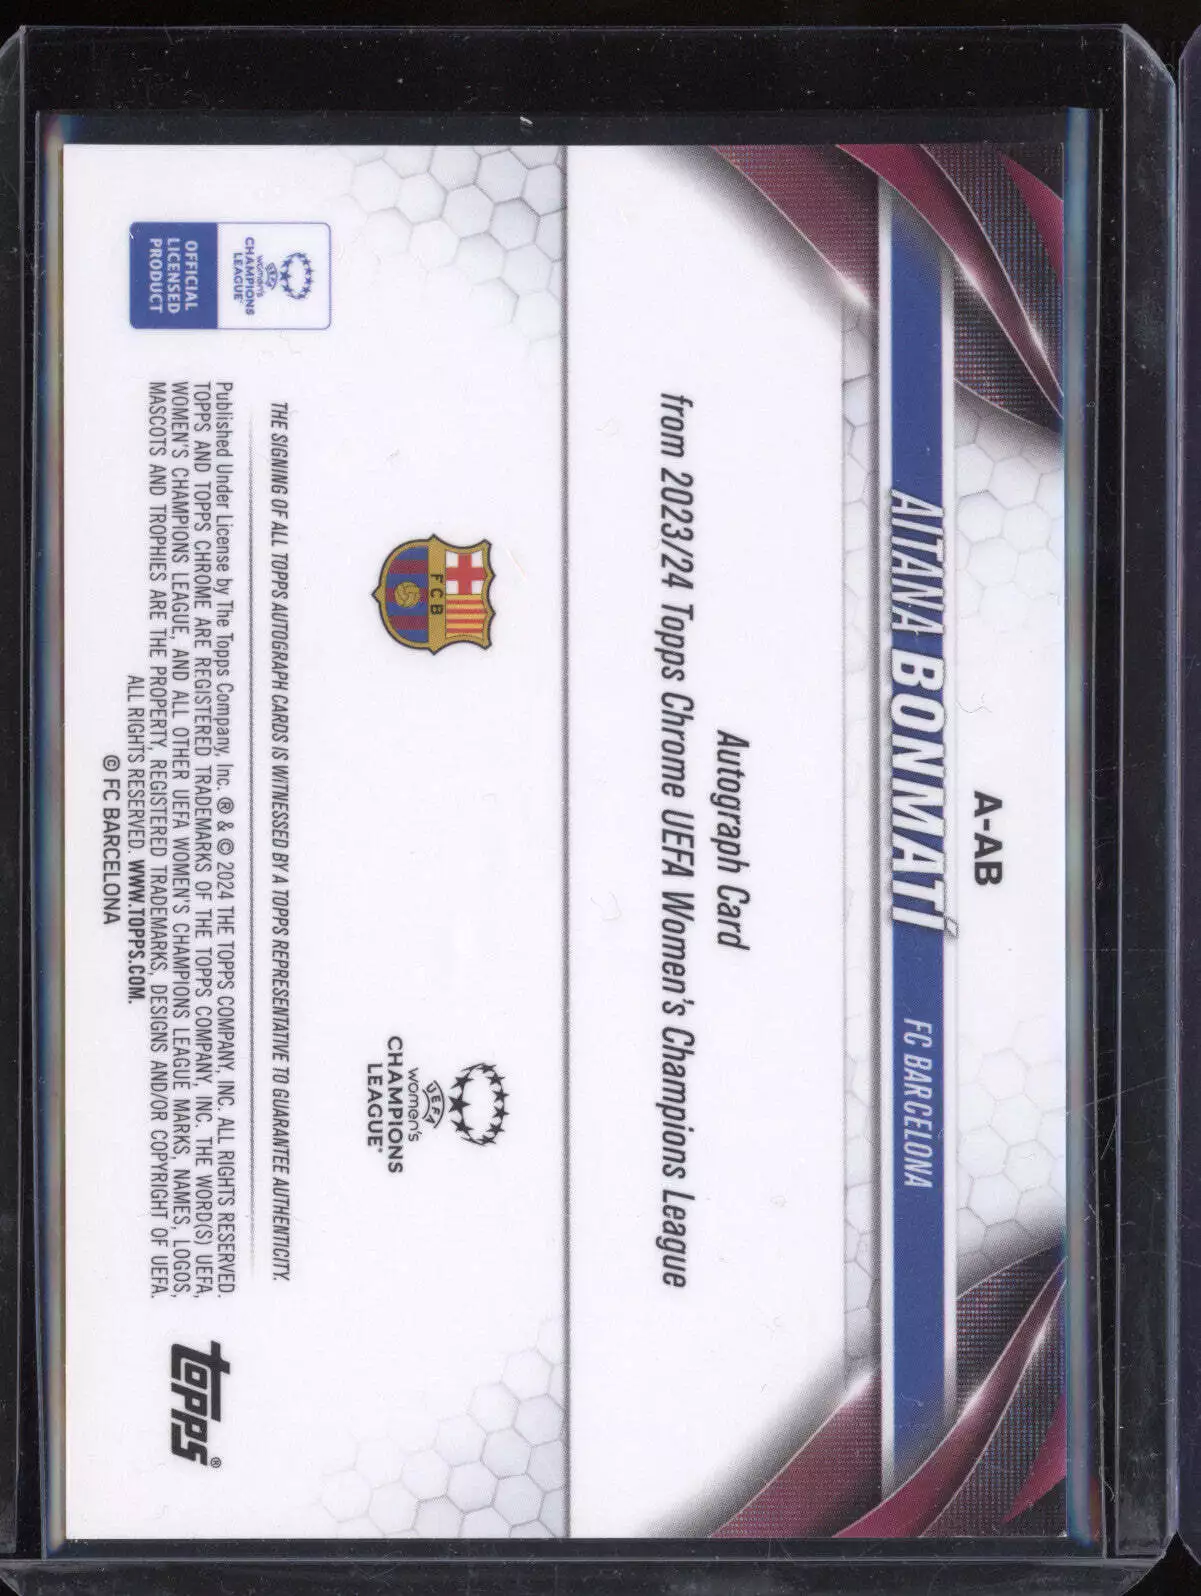 A-AB
AITANA BONMATÍ FC BARCELONA
Autograph Card
from 2023/24 Topps Chrome UEFA Women's Champions League
FCB
UEFA
women's
CHAMPIONS
LEAGUE®
THE SIGNING OF ALL TOPPS AUTOGRAPH CARDS IS WITNESSED BY A TOPPS REPRESENTATIVE TO GUARANTEE AUTHENTICITY.
UEFA
women's
CHAMPIONS
LEAGUE®
OFFICIAL
LICENSED
PRODUCT
Published Under License by The Topps Company, Inc. ® & © 2024 THE TOPPS COMPANY, INC. ALL RIGHTS RESERVED.
TOPPS AND TOPPS CHROME ARE REGISTERED TRADEMARKS OF THE TOPPS COMPANY, INC. THE WORD(S) UEFA,
WOMEN'S CHAMPIONS LEAGUE, AND ALL OTHER UEFA WOMEN'S CHAMPIONS LEAGUE MARKS, NAMES, LOGOS,
MASCOTS AND TROPHIES ARE THE PROPERTY, REGISTERED TRADEMARKS, DESIGNS AND/OR COPYRIGHT OF UEFA.
ALL RIGHTS RESERVED. WWW.TOPPS.COM.
© FC BARCELONA
topps®